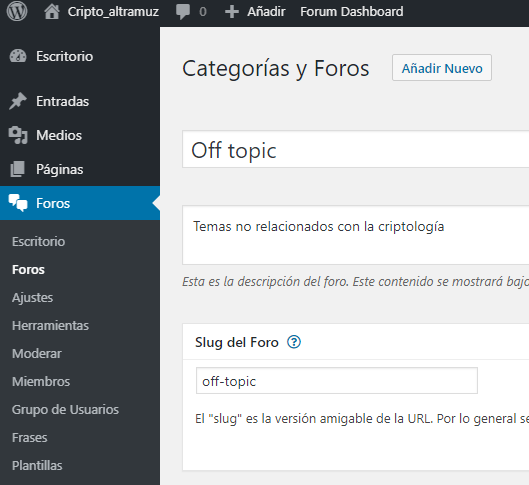 Cripto_altramuz 0 Añadir Forum Dashboard
Escritorio
Entradas
Medios
Páginas
Foros
Escritorio
Foros
Ajustes
Herramientas
Moderar
Miembros
Grupo de Usuarios
Frases
Plantillas
Categorías y Foros Añadir Nuevo
Off topic
Temas no relacionados con la criptología
Esta es la descripción del foro. Este contenido se mostrará bajo
Slug del Foro ?
off-topic
El "slug" es la versión amigable de la URL. Por lo general se